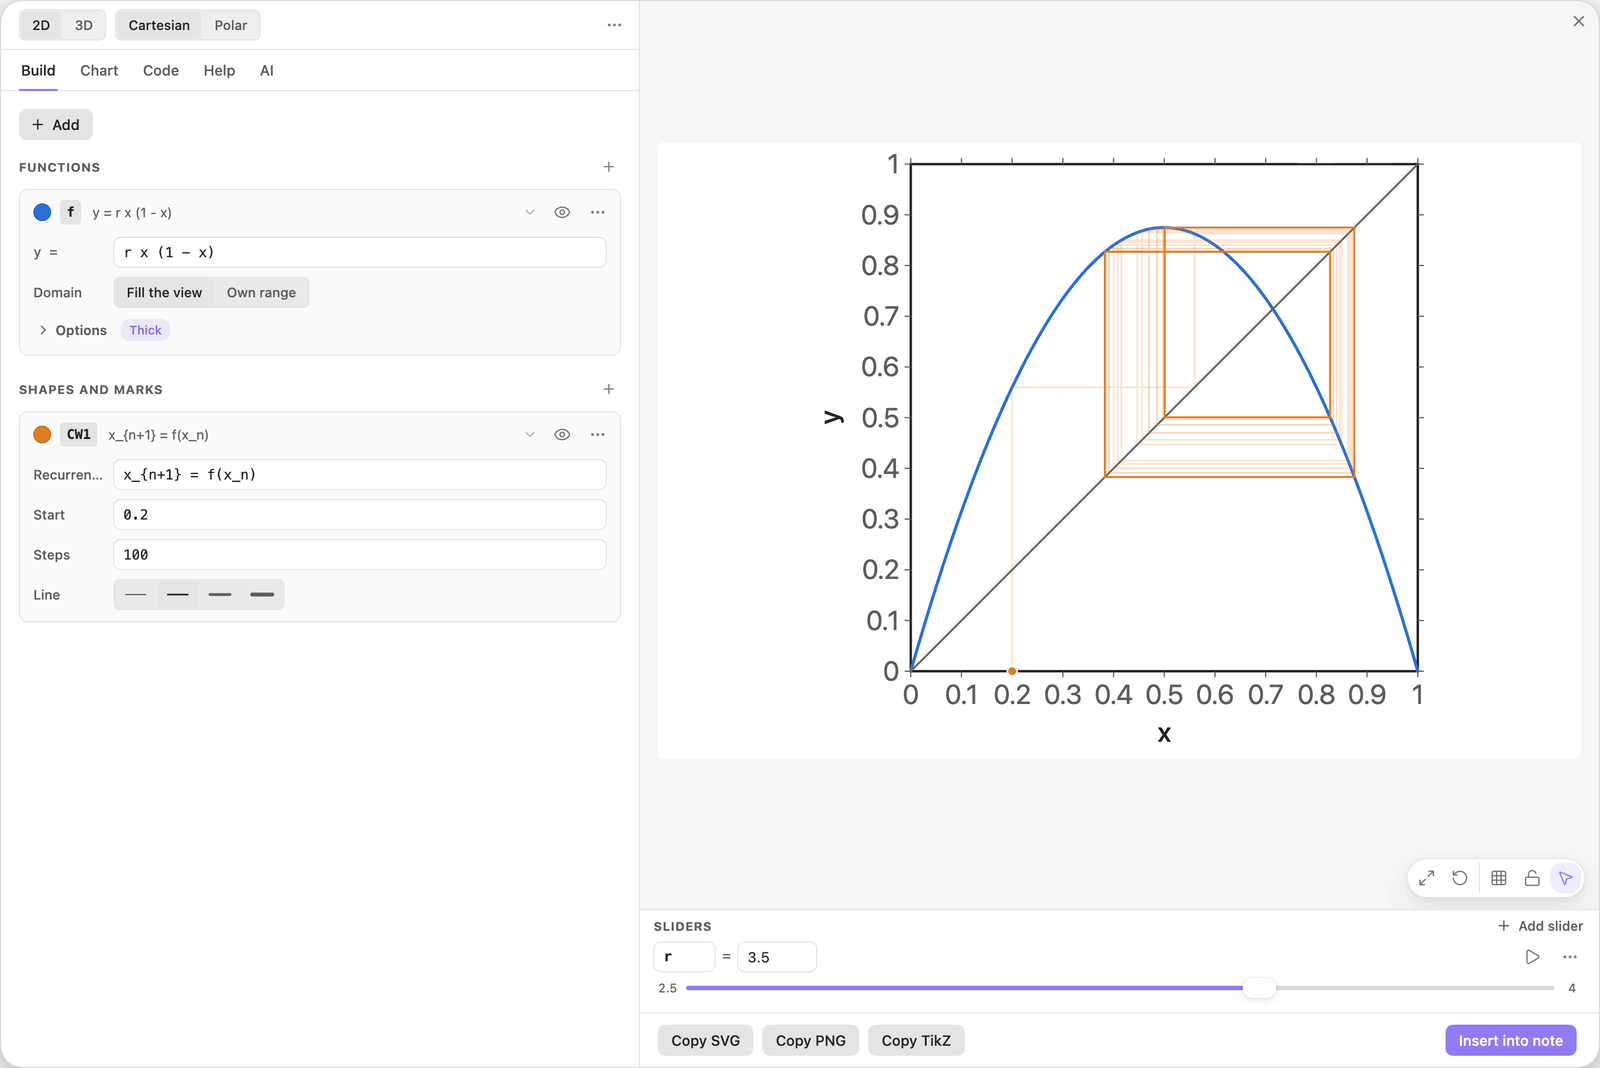 2D 3D Cartesian Polar
Build Chart Code Help AI
+ Add
FUNCTIONS
f y = r x (1 - x)
y = r x (1 − x)
Domain Fill the view Own range
Options Thick
SHAPES AND MARKS
CW1 x_{n+1} = f(x_n)
Recurren... x_{n+1} = f(x_n)
Start 0.2
Steps 100
Line
1
0.9
0.8
0.7
0.6
0.5
0.4
0.3
0.2
0.1
0
y
0 0.1 0.2 0.3 0.4 0.5 0.6 0.7 0.8 0.9 1
x
SLIDERS + Add slider
r = 3.5
2.5 4
Copy SVG Copy PNG Copy TikZ Insert into note